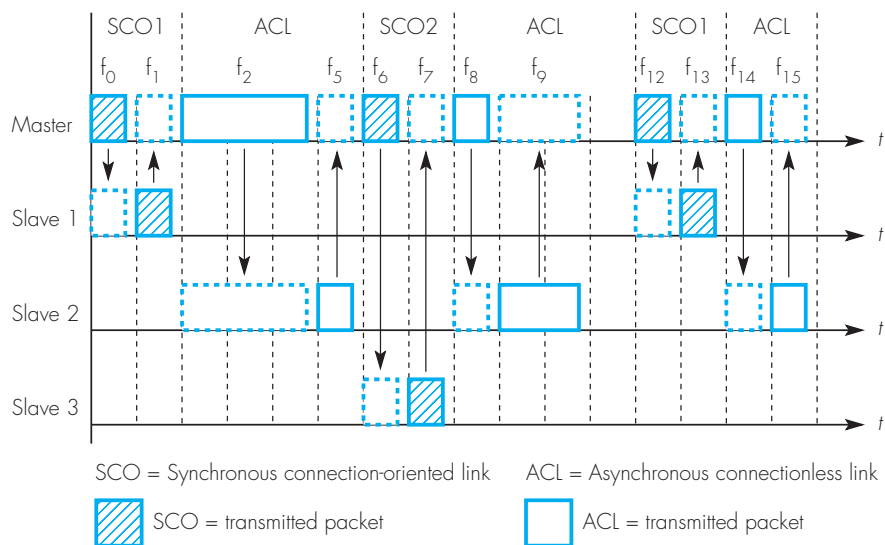 SCO1 ACL SCO2 ACL SCO1 ACL
f0 f1 f2 f5 f6 f7 f8 f9 f12 f13 f14 f15
Master t
Slave 1 t
Slave 2 t
Slave 3 t
SCO = Synchronous connection-oriented link ACL = Asynchronous connectionless link
SCO = transmitted packet ACL = transmitted packet